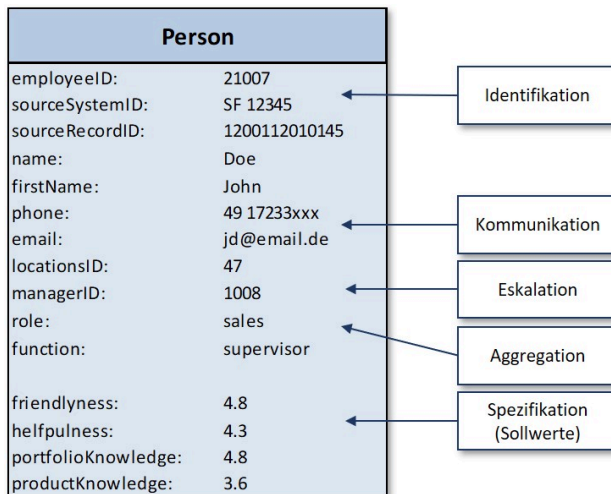 Person
employeeID: 21007
sourceSystemID: SF 12345
sourceRecordID: 1200112010145
name: Doe
firstName: John
phone: 49 17233xxx
email: jd@email.de
locationsID: 47
managerID: 1008
role: sales
function: supervisor
friendlyness: 4.8
helfpulness: 4.3
portfolioKnowledge: 4.8
productKnowledge: 3.6
Identifikation
Kommunikation
Eskalation
Aggregation
Spezifikation
(Sollwerte)